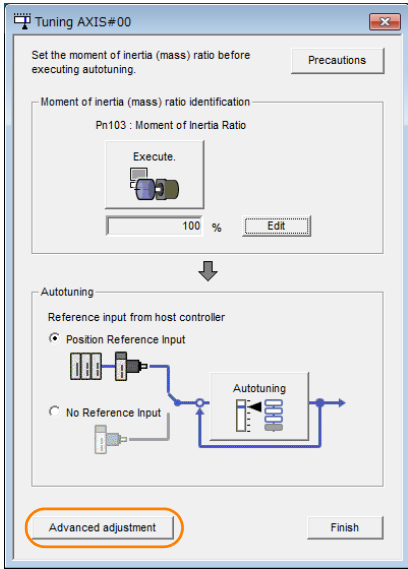 Tuning AXIS#00
Set the moment of inertia (mass) ratio before
executing autotuning.
Precautions
Moment of inertia (mass) ratio identification
Pn103 : Moment of Inertia Ratio
Execute.
100 %
Edit
Autotuning
Reference input from host controller
Position Reference Input
Autotuning
No Reference Input
Advanced adjustment
Finish